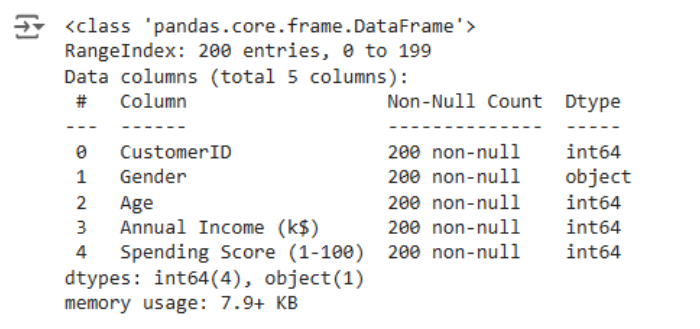 <class 'pandas.core.frame.DataFrame'>
RangeIndex: 200 entries, 0 to 199
Data columns (total 5 columns):
 #   Column                  Non-Null Count  Dtype
---  ------                  --------------  -----
 0   CustomerID              200 non-null    int64
 1   Gender                  200 non-null    object
 2   Age                     200 non-null    int64
 3   Annual Income (k$)      200 non-null    int64
 4   Spending Score (1-100)  200 non-null    int64
dtypes: int64(4), object(1)
memory usage: 7.9+ KB